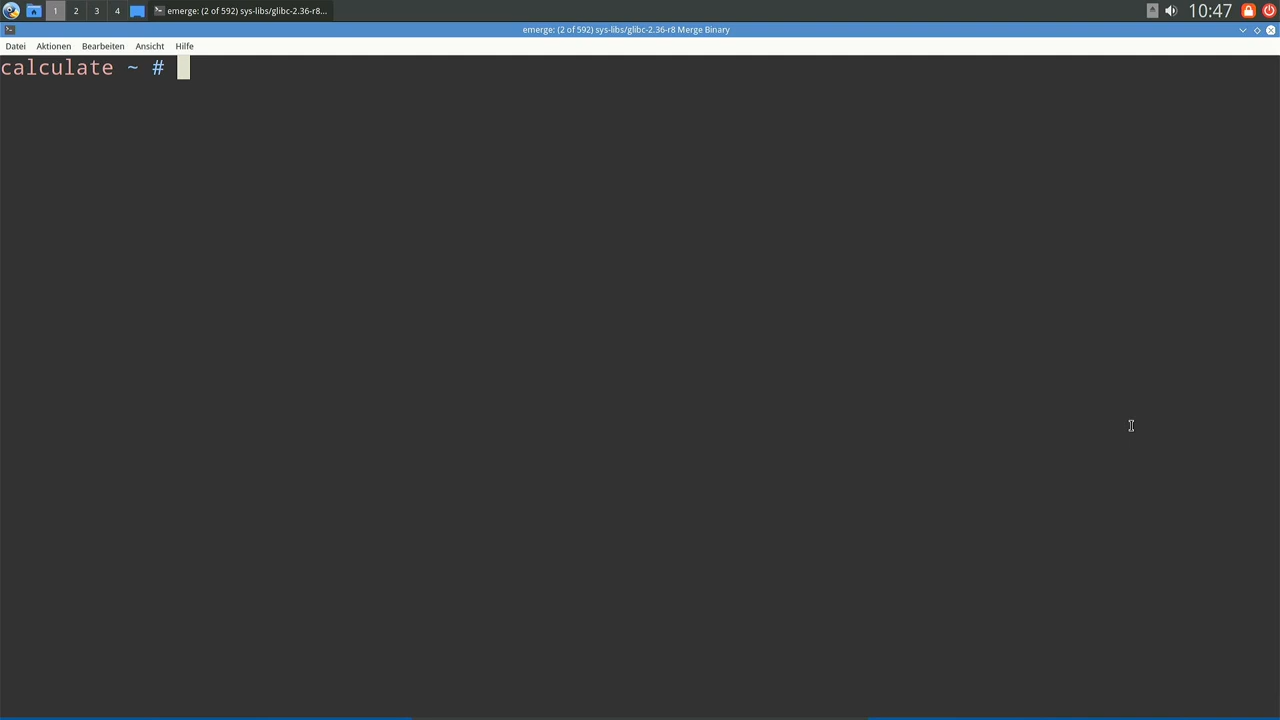 1 2 3 4 emerge: (2 of 592) sys-libs/glibc-2.36-r8... 10:47
emerge: (2 of 592) sys-libs/glibc-2.36-r8 Merge Binary
Datei Aktionen Bearbeiten Ansicht Hilfe
calculate ~ #